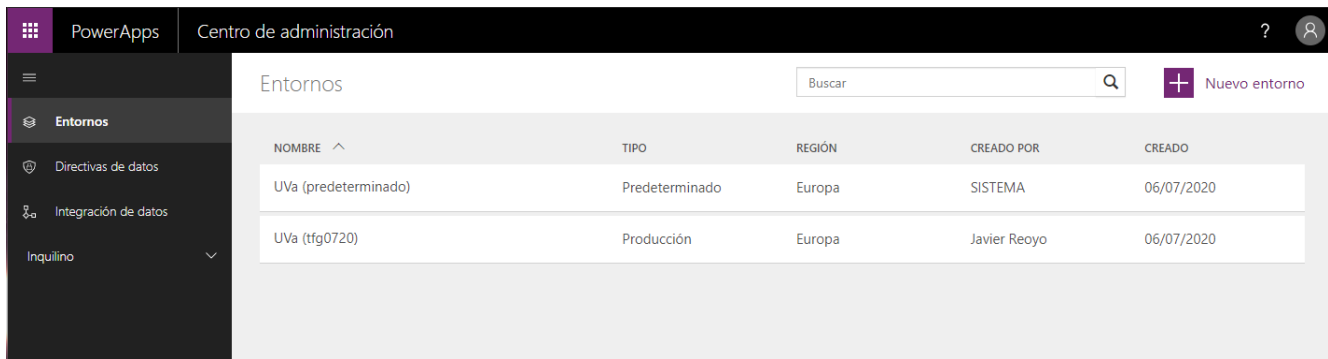 PowerApps Centro de administración ?
Entornos Buscar Nuevo entorno
Entornos
Directivas de datos
Integración de datos
Inquilino
NOMBRE TIPO REGIÓN CREADO POR CREADO
UVa (predeterminado) Predeterminado Europa SISTEMA 06/07/2020
UVa (tfg0720) Producción Europa Javier Reoyo 06/07/2020